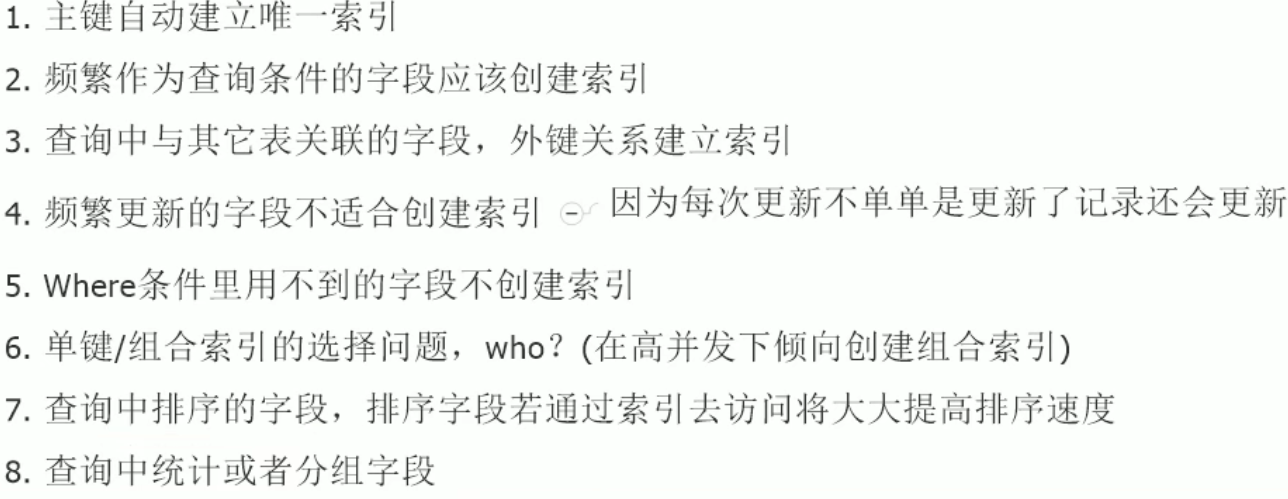 1. 主键自动建立唯一索引
2. 频繁作为查询条件的字段应该创建索引
3. 查询中与其它表关联的字段，外键关系建立索引
4. 频繁更新的字段不适合创建索引 因为每次更新不单单是更新了记录还会更新
5. Where条件里用不到的字段不创建索引
6. 单键/组合索引的选择问题，who？(在高并发下倾向创建组合索引)
7. 查询中排序的字段，排序字段若通过索引去访问将大大提高排序速度
8. 查询中统计或者分组字段